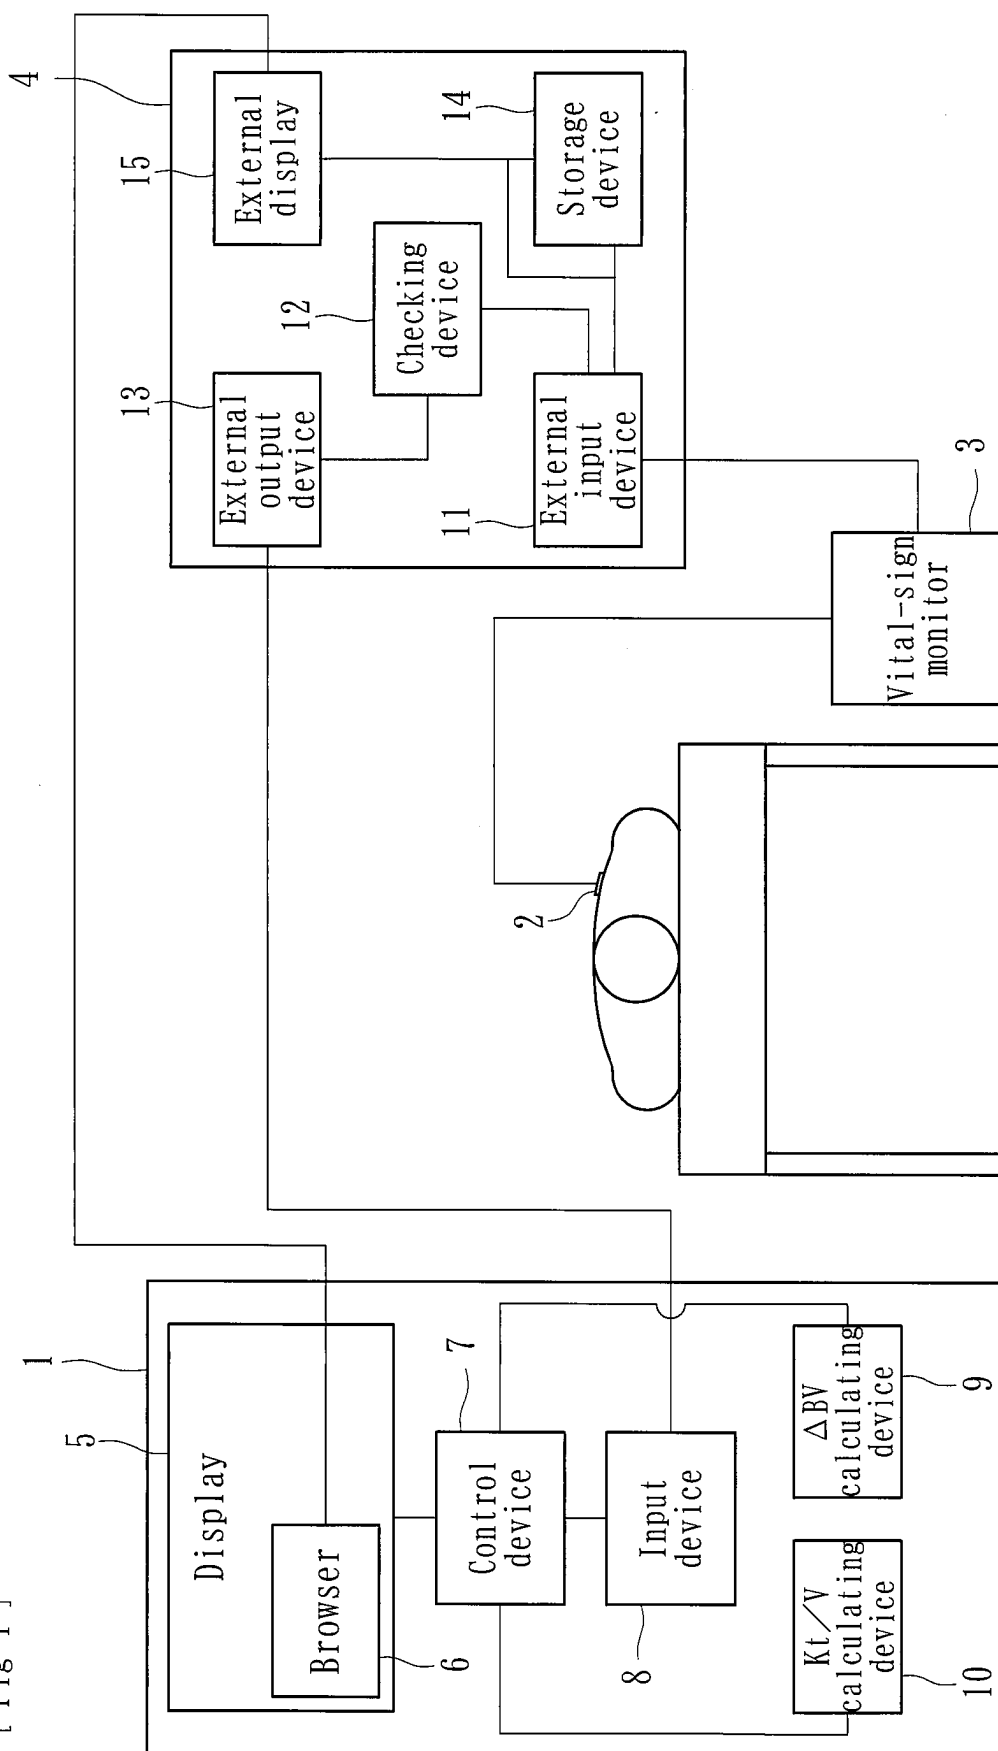 [Fig 1]
1
5
Display
Browser
6
7
Control
device
8
Input
device
Kt/V
calculating
device
10
△BV
calculating
device
9
2
Vital-sign
monitor
3
4
13
External
output
device
12
Checking
device
15
External
display
11
External
input
device
14
Storage
device